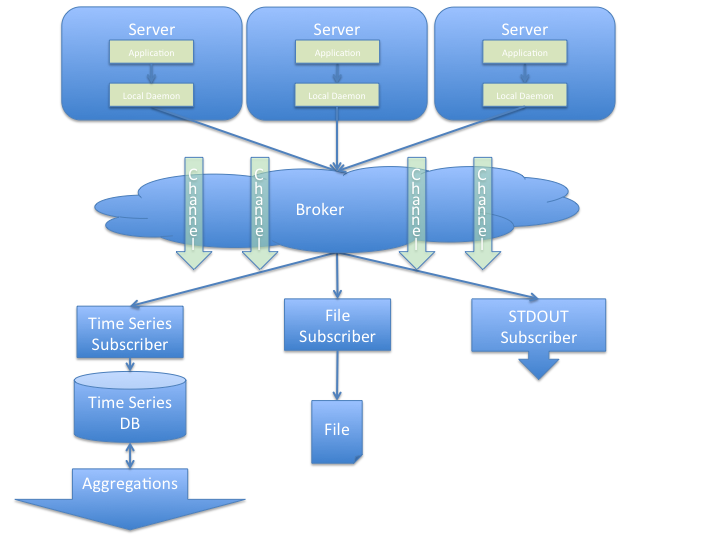 Server
Server
Server
Application
Application
Application
Local Daemon
Local Daemon
Local Daemon
Channel
Channel
Broker
Channel
Channel
Time Series
Subscriber
File
Subscriber
STDOUT
Subscriber
Time Series
DB
File
Aggregations